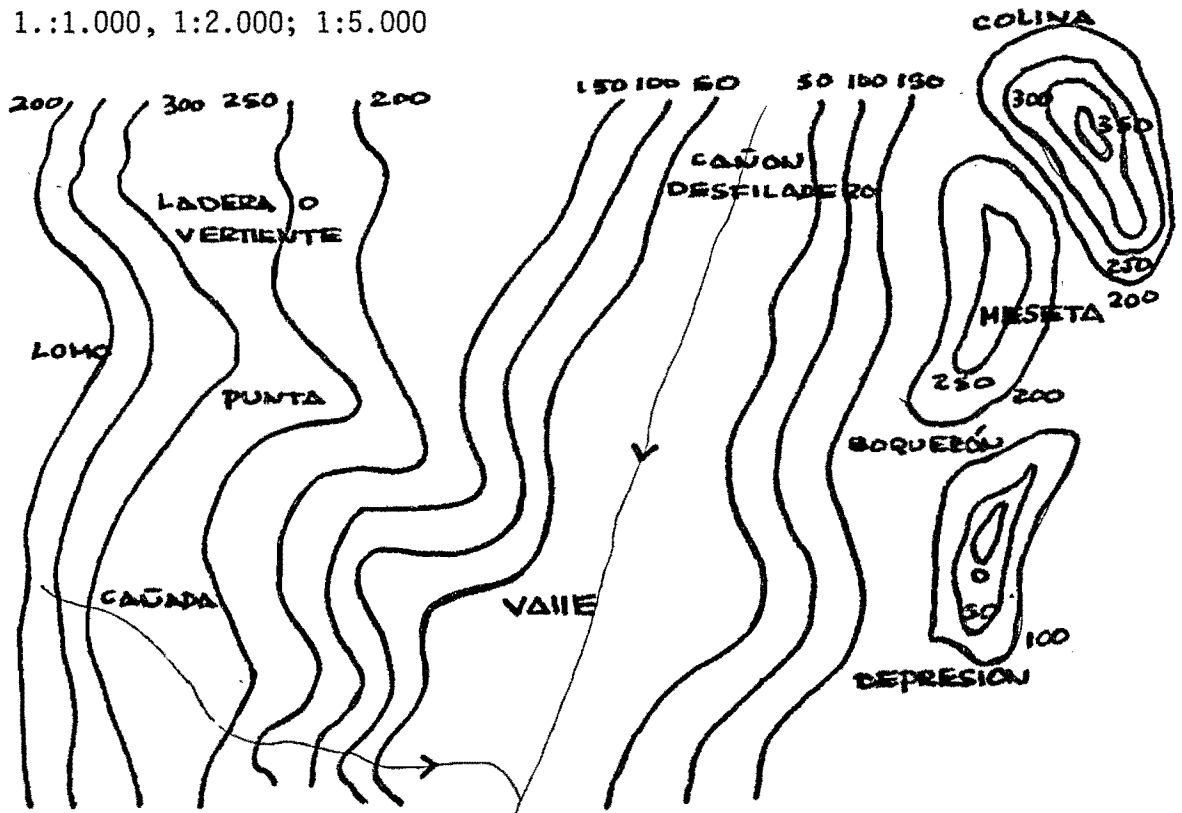 1.:1.000, 1:2.000; 1:5.000
COLINA
200 300 250 200 150 100 50 50 100 150
300 350
CAÑON
DESFILADERO
LADERA O
VERTIENTE
250
200
MESETA
LOMO
PUNTA
250 200
BOQUERÓN
CAÑADA
VALLE
0
50
100
DEPRESION